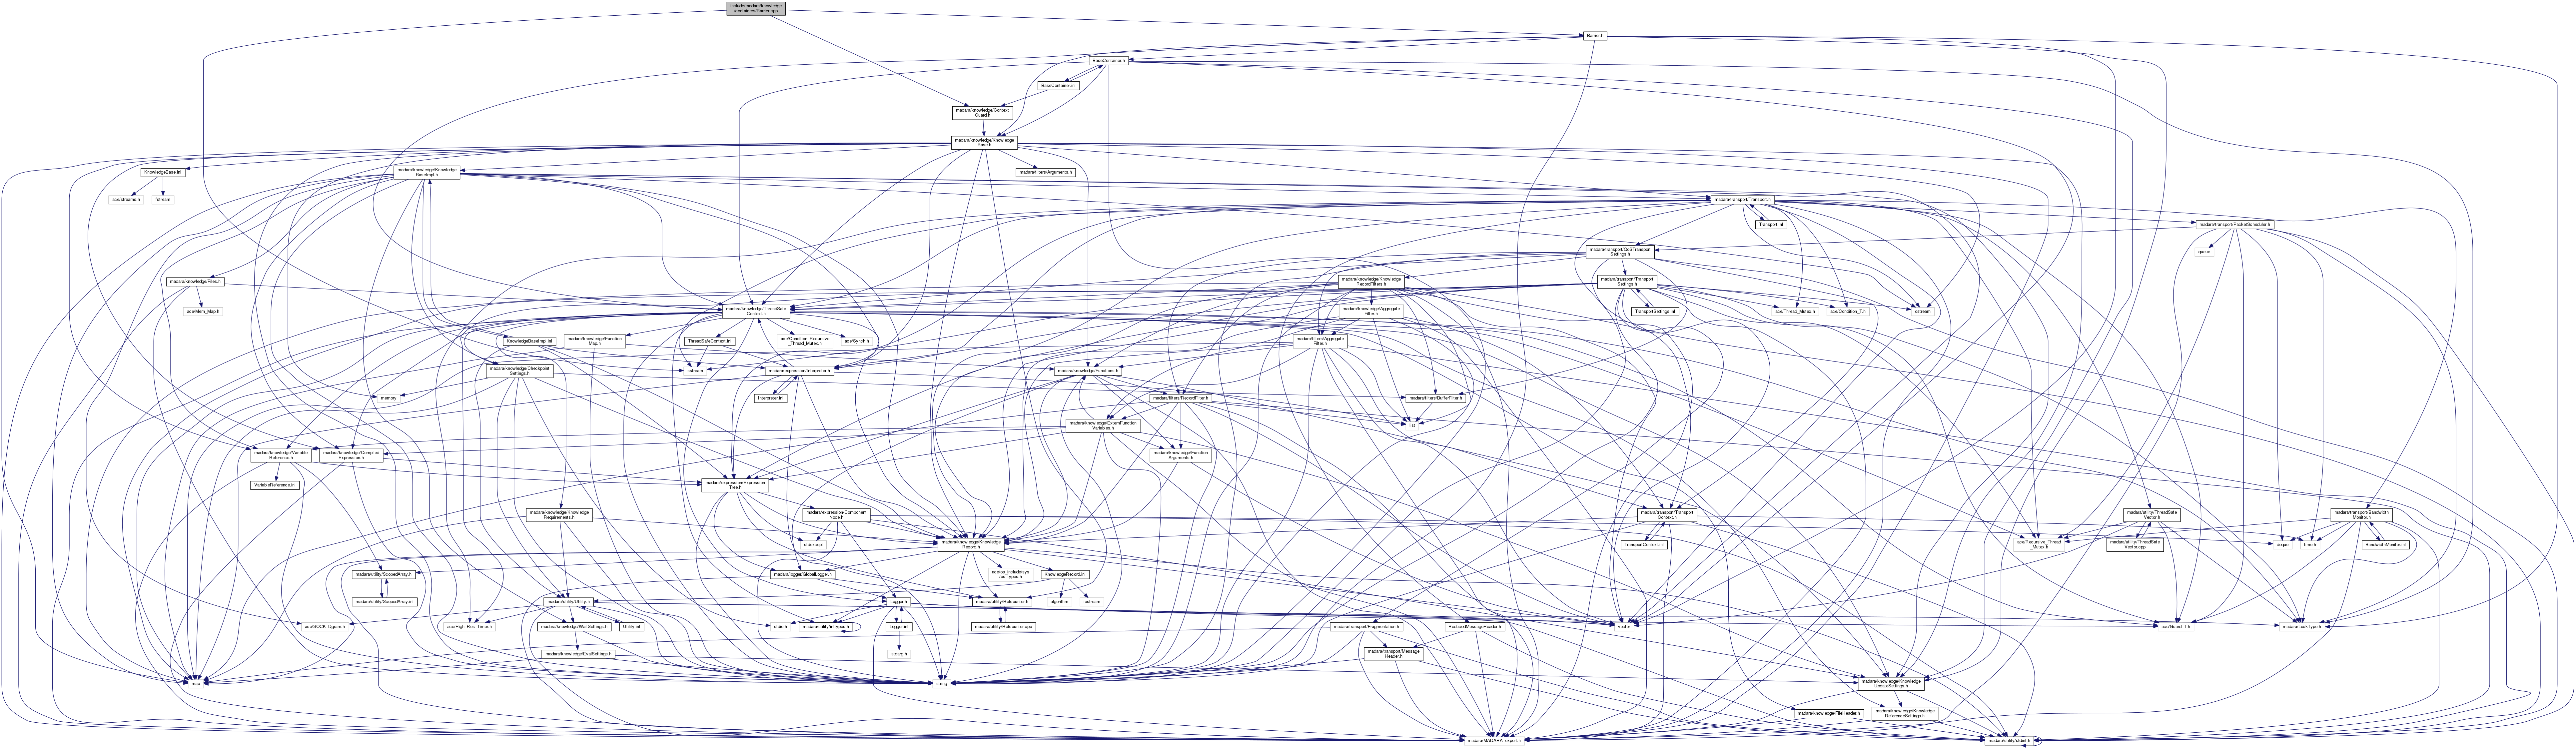 include/madara/knowledge
/containers/Barrier.cpp
Barrier.h
BaseContainer.h
BaseContainer.inl
madara/knowledge/Context
Guard.h
madara/knowledge/Knowledge
Base.h
KnowledgeBase.inl
madara/knowledge/Knowledge
BaseImpl.h
madara/filters/Arguments.h
ace/streams.h
fstream
madara/transport/Transport.h
Transport.inl
madara/transport/PacketScheduler.h
madara/transport/QoSTransport
Settings.h
queue
madara/knowledge/Files.h
madara/knowledge/Knowledge
RecordFilters.h
madara/transport/Transport
Settings.h
ace/Mem_Map.h
madara/knowledge/ThreadSafe
Context.h
madara/knowledge/Aggregate
Filter.h
TransportSettings.inl
ace/Thread_Mutex.h
ace/Condition_T.h
ostream
KnowledgeBaseImpl.inl
madara/knowledge/Function
Map.h
ThreadSafeContext.inl
ace/Condition_Recursive
_Thread_Mutex.h
ace/Synch.h
madara/filters/Aggregate
Filter.h
madara/knowledge/Checkpoint
Settings.h
sstream
madara/expression/Interpreter.h
madara/knowledge/Functions.h
memory
Interpreter.inl
madara/filters/RecordFilter.h
madara/filters/BufferFilter.h
list
madara/knowledge/ExternFunction
Variables.h
madara/knowledge/Variable
Reference.h
madara/knowledge/Compiled
Expression.h
madara/knowledge/Function
Arguments.h
VariableReference.inl
madara/expression/Expression
Tree.h
madara/knowledge/Knowledge
Requirements.h
madara/expression/Component
Node.h
madara/transport/Transport
Context.h
madara/utility/ThreadSafe
Vector.h
madara/transport/Bandwidth
Monitor.h
stdexcept
madara/knowledge/Knowledge
Record.h
TransportContext.inl
ace/Recursive_Thread
_Mutex.h
madara/utility/ThreadSafe
Vector.cpp
deque
time.h
BandwidthMonitor.inl
madara/utility/ScopedArray.h
madara/logger/GlobalLogger.h
ace/os_include/sys
/os_types.h
KnowledgeRecord.inl
madara/utility/ScopedArray.inl
madara/utility/Utility.h
Logger.h
madara/utility/Refcounter.h
algorithm
iostream
ace/SOCK_Dgram.h
ace/High_Res_Timer.h
madara/knowledge/WaitSettings.h
Utility.inl
stdio.h
madara/utility/Inttypes.h
Logger.inl
madara/utility/Refcounter.cpp
madara/transport/Fragmentation.h
ReducedMessageHeader.h
vector
ace/Guard_T.h
madara/LockType.h
madara/knowledge/EvalSettings.h
stdarg.h
madara/transport/Message
Header.h
map
string
madara/knowledge/Knowledge
UpdateSettings.h
madara/knowledge/FileHeader.h
madara/knowledge/Knowledge
ReferenceSettings.h
madara/MADARA_export.h
madara/utility/stdint.h